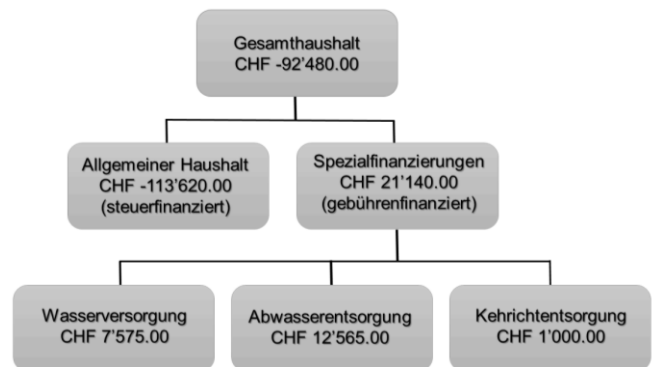 Gesamthaushalt
CHF -92'480.00
Allgemeiner Haushalt
CHF -113'620.00
(steuerfinanziert)
Spezialfinanzierungen
CHF 21'140.00
(gebührenfinanziert)
Wasserversorgung
CHF 7'575.00
Abwasserentsorgung
CHF 12'565.00
Kehrichtentsorgung
CHF 1'000.00